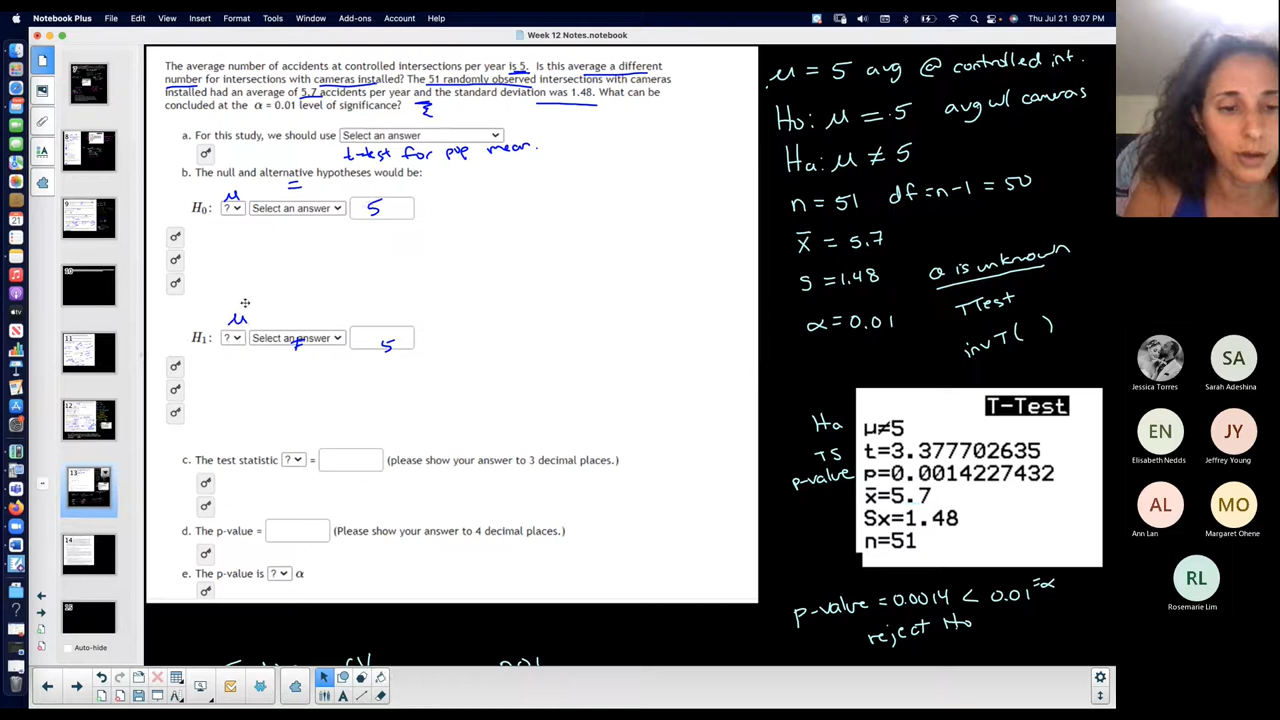 Notebook Plus File Edit View Insert Format Tools Window Add-ons Account Help
Thu Jul 21 9:07 PM
Week 12 Notes.notebook
The average number of accidents at controlled intersections per year is 5. Is this average a different
number for intersections with cameras installed? The 51 randomly observed intersections with cameras
installed had an average of 5.7 accidents per year and the standard deviation was 1.48. What can be
concluded at the α = 0.01 level of significance?
a. For this study, we should use Select an answer
t-test for pop mean.
b. The null and alternative hypotheses would be:
μ =
H0: ? Select an answer 5
μ
H1: ? Select an answer 5
≠
c. The test statistic ? = (please show your answer to 3 decimal places.)
d. The p-value = (Please show your answer to 4 decimal places.)
e. The p-value is ? α
μ = 5 avg @ controlled int.
Ho: μ = 5 avg w/ cameras
Ha: μ ≠ 5
n = 51 df = n-1 = 50
x̄ = 5.7
s = 1.48 σ is unknown
α = 0.01 TTest
invT( )
T-Test
Ha μ≠5
TS t=3.377702635
p-value p=0.0014227432
x̄=5.7
Sx=1.48
n=51
p-value = 0.0014 < 0.01 = α
reject Ho
9
10
11
12
13
14
15
Auto-hide
Jessica Torres
SA
Sarah Adeshina
EN
Elisabeth Nedds
JY
Jeffrey Young
AL
Ann Lan
MO
Margaret Ohene
RL
Rosemarie Lim